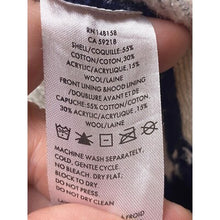 RN 148158
CA 59218
SHELL/COQUILLE: 55%
COTTON/COTON, 30%
ACRYLIC/ACRYLIQUE, 15%
WOOL/LAINE
FRONT LINING &HOOD LINING
/DOUBLURE AVANT ET DE
CAPUCHE: 55% COTTON/COTON
30% ACRYLIC/ACRYLIQUE, 15%
WOOL/LAINE
MACHINE WASH SEPARATELY,
COLD, GENTLE CYCLE.
NO BLEACH. DRY FLAT;
BLOCK TO DRY
DO NOT PRESS
DO NOT DRY CLEAN
FROID